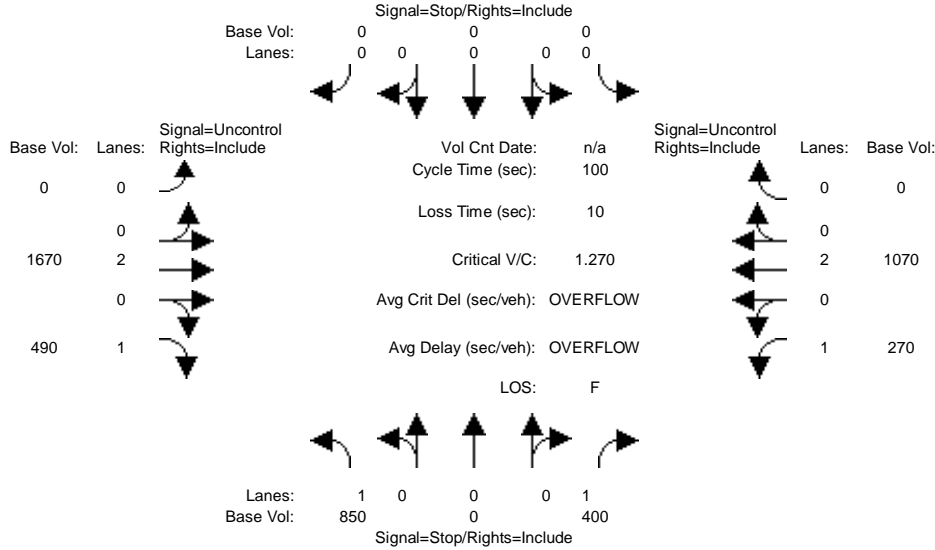 Signal=Stop/Rights=Include
Base Vol: 0 0 0
Lanes: 0 0 0 0 0
Signal=Uncontrol Signal=Uncontrol
Base Vol: Lanes: Rights=Include Vol Cnt Date: n/a Rights=Include Lanes: Base Vol:
Cycle Time (sec): 100
0 0 0 0
Loss Time (sec): 10
0 0
1670 2 Critical V/C: 1.270 2 1070
0 Avg Crit Del (sec/veh): OVERFLOW 0
490 1 Avg Delay (sec/veh): OVERFLOW 1 270
LOS: F
Lanes: 1 0 0 0 1
Base Vol: 850 0 400
Signal=Stop/Rights=Include